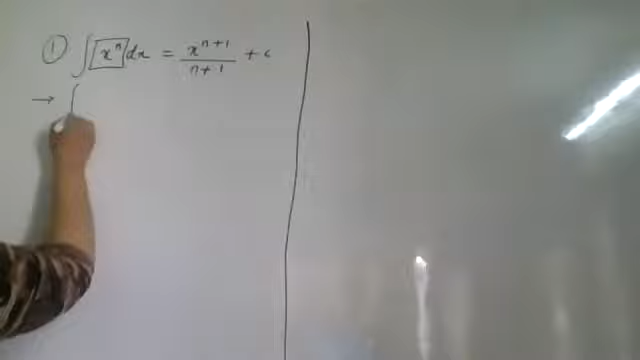 ① ∫ x^n dx = x^(n+1) / (n+1) + c
→ ∫